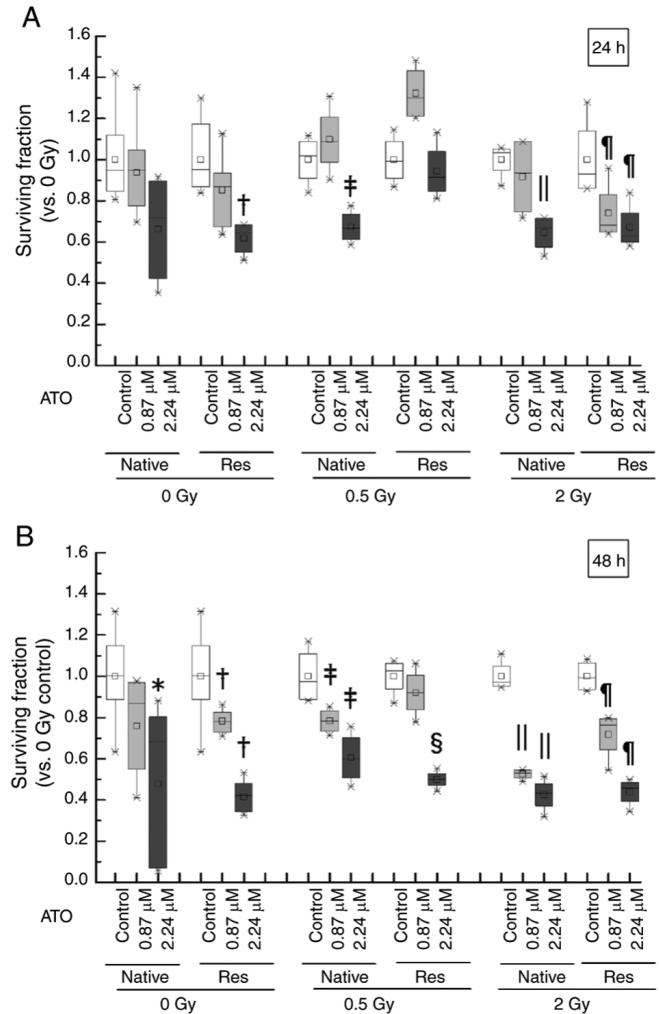 A
24 h
Surviving fraction
(vs. 0 Gy)
1.6
1.4
1.2
1.0
0.8
0.6
0.4
0.2
0.0
†
‡
||
¶
¶
ATO
Control
0.87 µM
2.24 µM
Control
0.87 µM
2.24 µM
Control
0.87 µM
2.24 µM
Control
0.87 µM
2.24 µM
Control
0.87 µM
2.24 µM
Control
0.87 µM
2.24 µM
Native Res Native Res Native Res
0 Gy 0.5 Gy 2 Gy
B
48 h
Surviving fraction
(vs. 0 Gy control)
1.6
1.4
1.2
1.0
0.8
0.6
0.4
0.2
0.0
*
†
†
‡
‡
§
||
||
¶
¶
ATO
Control
0.87 µM
2.24 µM
Control
0.87 µM
2.24 µM
Control
0.87 µM
2.24 µM
Control
0.87 µM
2.24 µM
Control
0.87 µM
2.24 µM
Control
0.87 µM
2.24 µM
Native Res Native Res Native Res
0 Gy 0.5 Gy 2 Gy